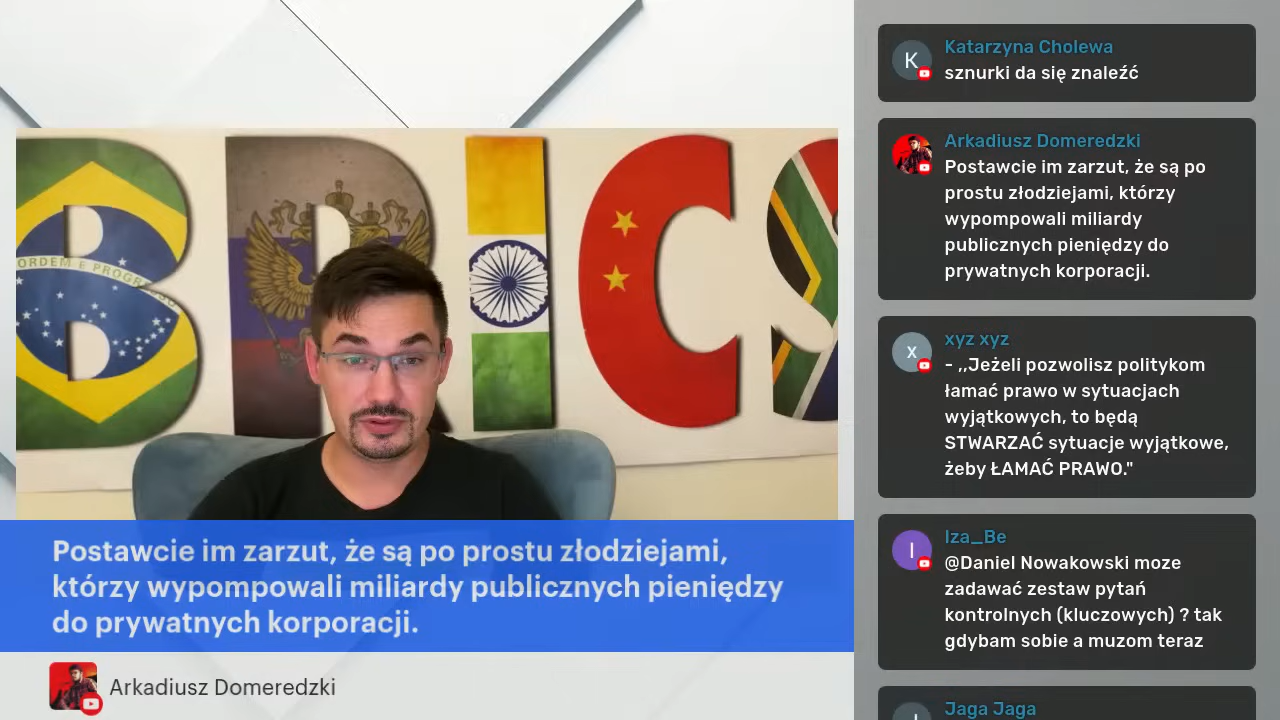 BRICS
ORDEM E PROGRESSO
Postawcie im zarzut, że są po prostu złodziejami,
którzy wypompowali miliardy publicznych pieniędzy
do prywatnych korporacji.
Arkadiusz Domeredzki
K
Katarzyna Cholewa
sznurki da się znaleźć
Arkadiusz Domeredzki
Postawcie im zarzut, że są po
prostu złodziejami, którzy
wypompowali miliardy
publicznych pieniędzy do
prywatnych korporacji.
x
xyz xyz
- ,,Jeżeli pozwolisz politykom
łamać prawo w sytuacjach
wyjątkowych, to będą
STWARZAĆ sytuacje wyjątkowe,
żeby ŁAMAĆ PRAWO."
I
Iza_Be
@Daniel Nowakowski moze
zadawać zestaw pytań
kontrolnych (kluczowych) ? tak
gdybam sobie a muzom teraz
Jaga Jaga